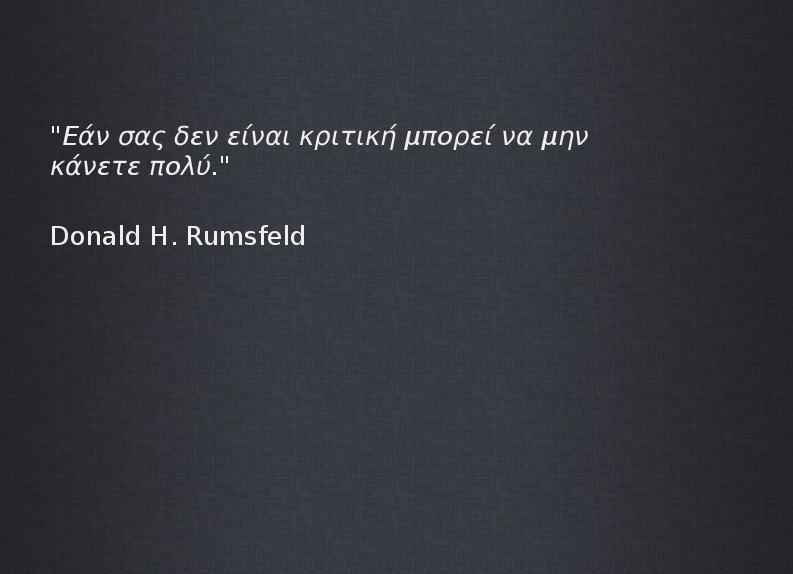 "Εάν σας δεν είναι κριτική μπορεί να μην
κάνετε πολύ."
Donald H. Rumsfeld